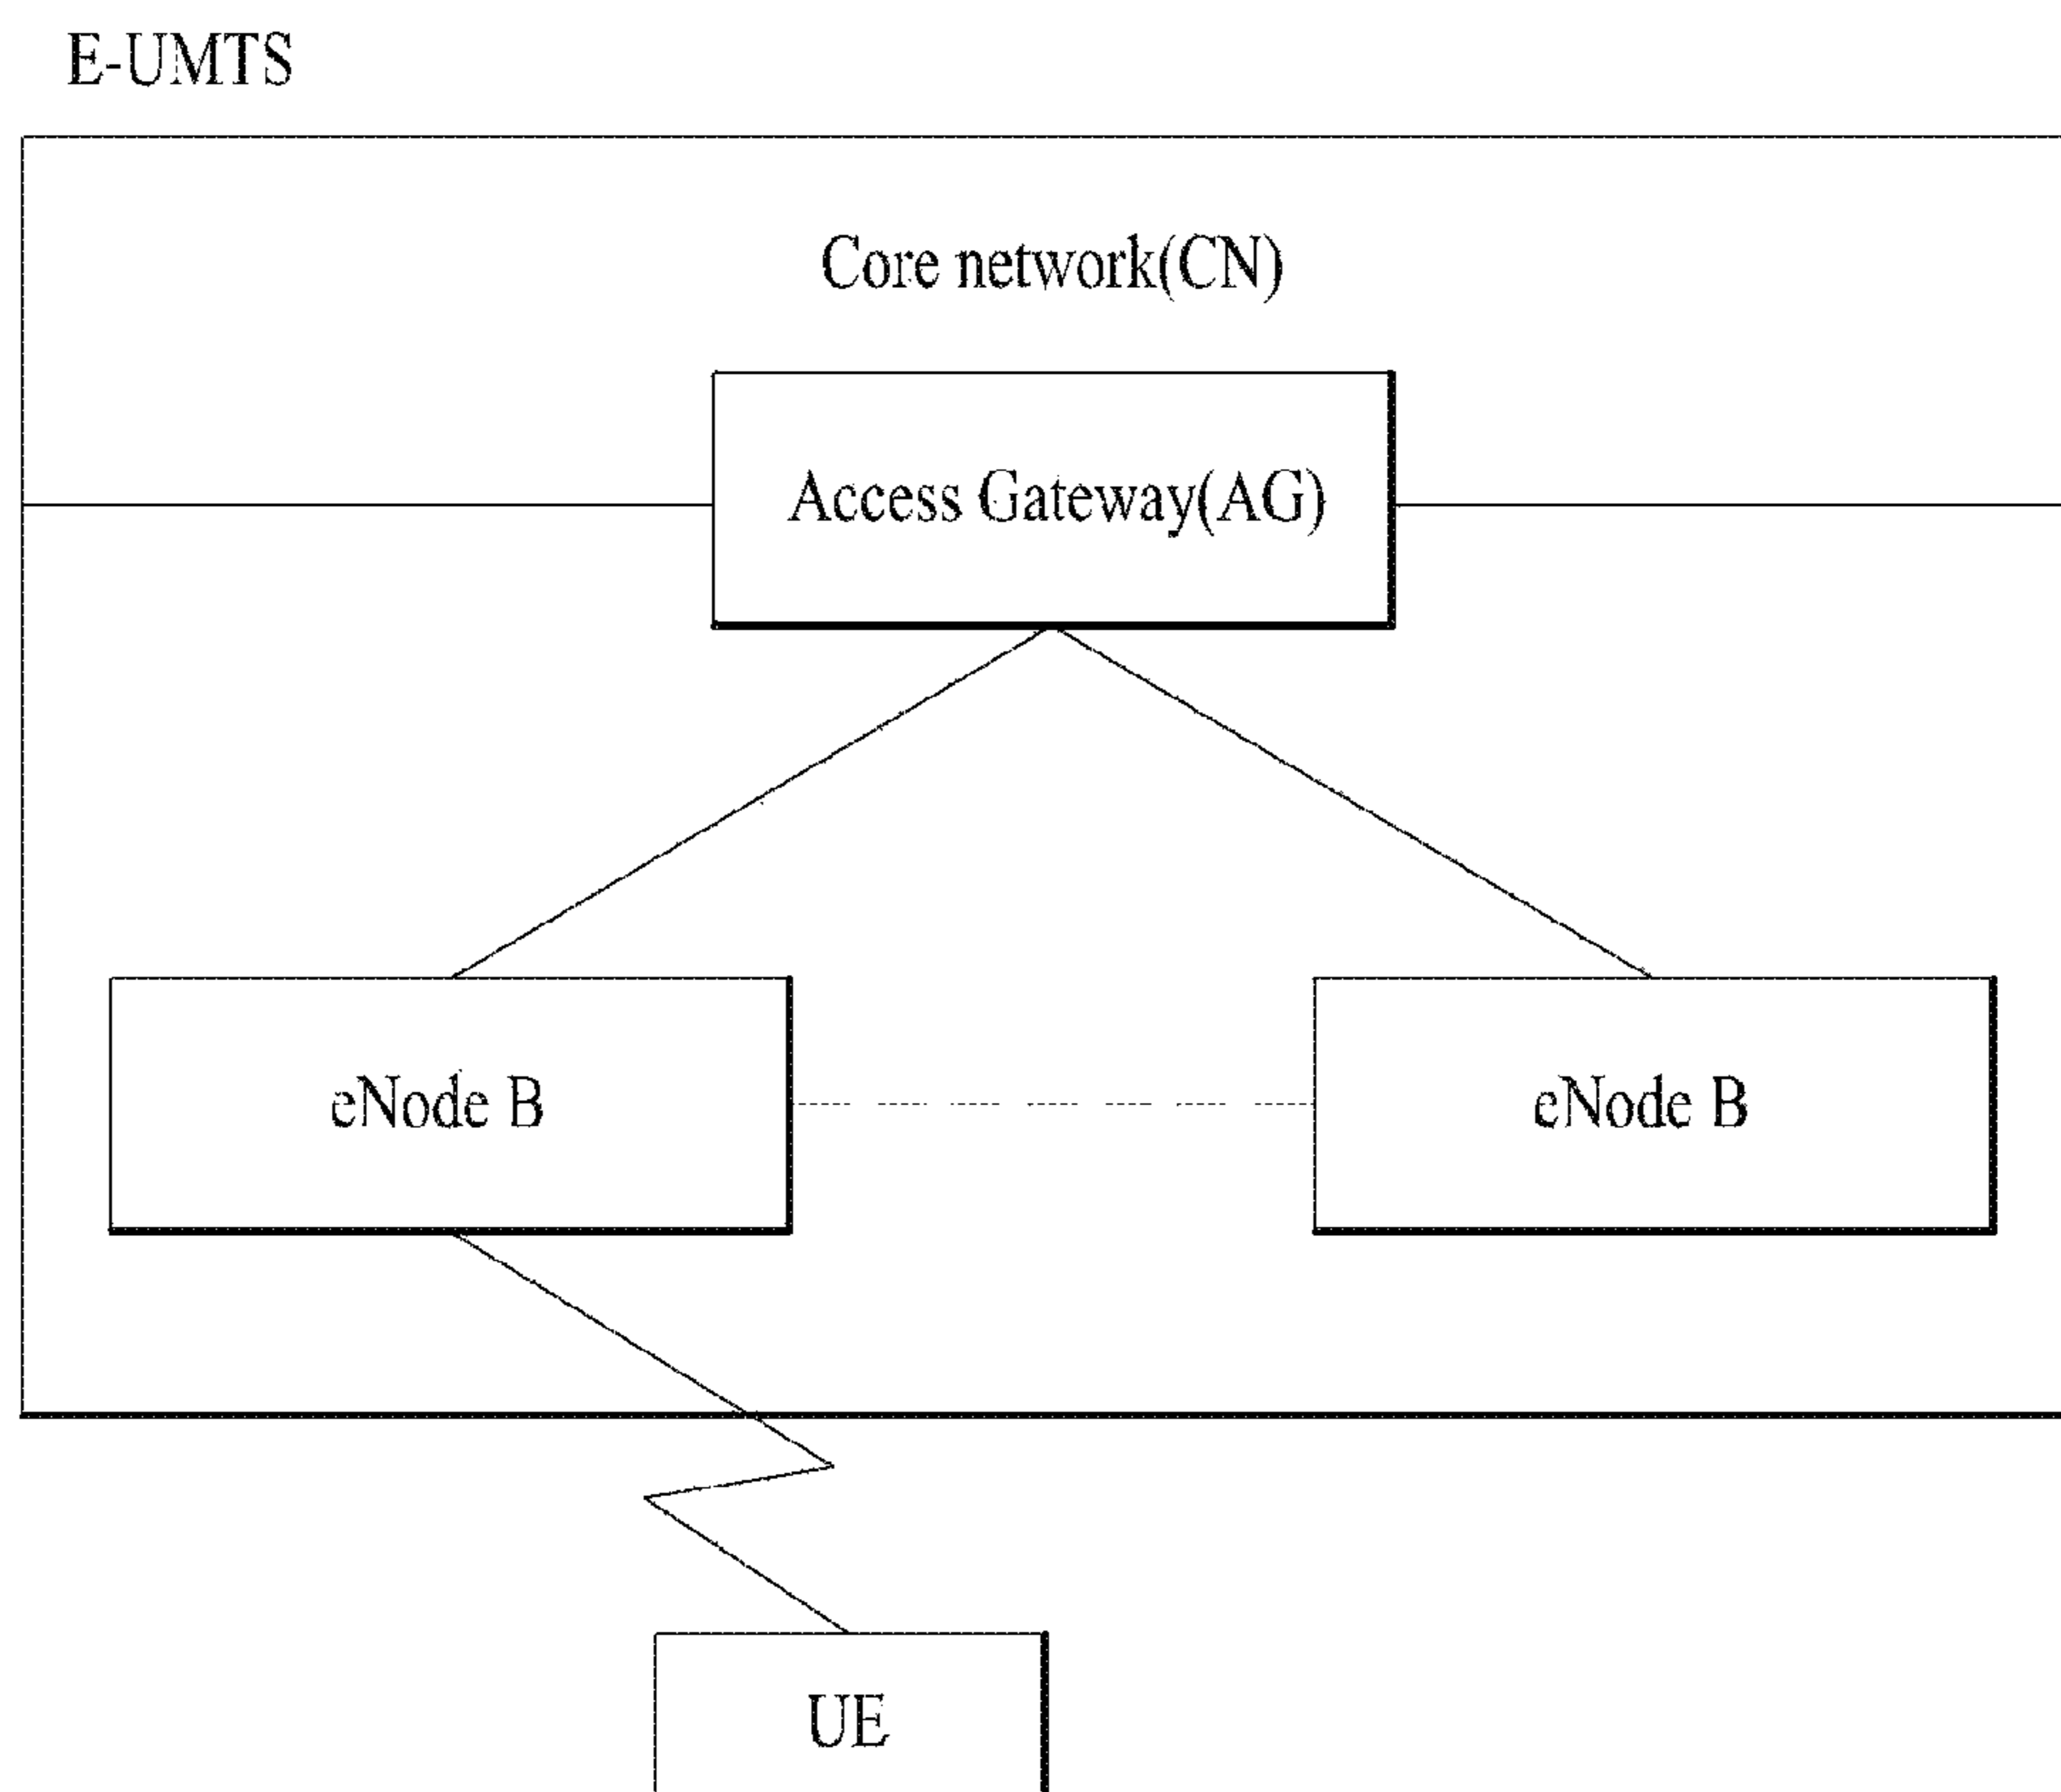 E-UMTS
Core network(CN)
Access Gateway(AG)
eNode B
eNode B
UE